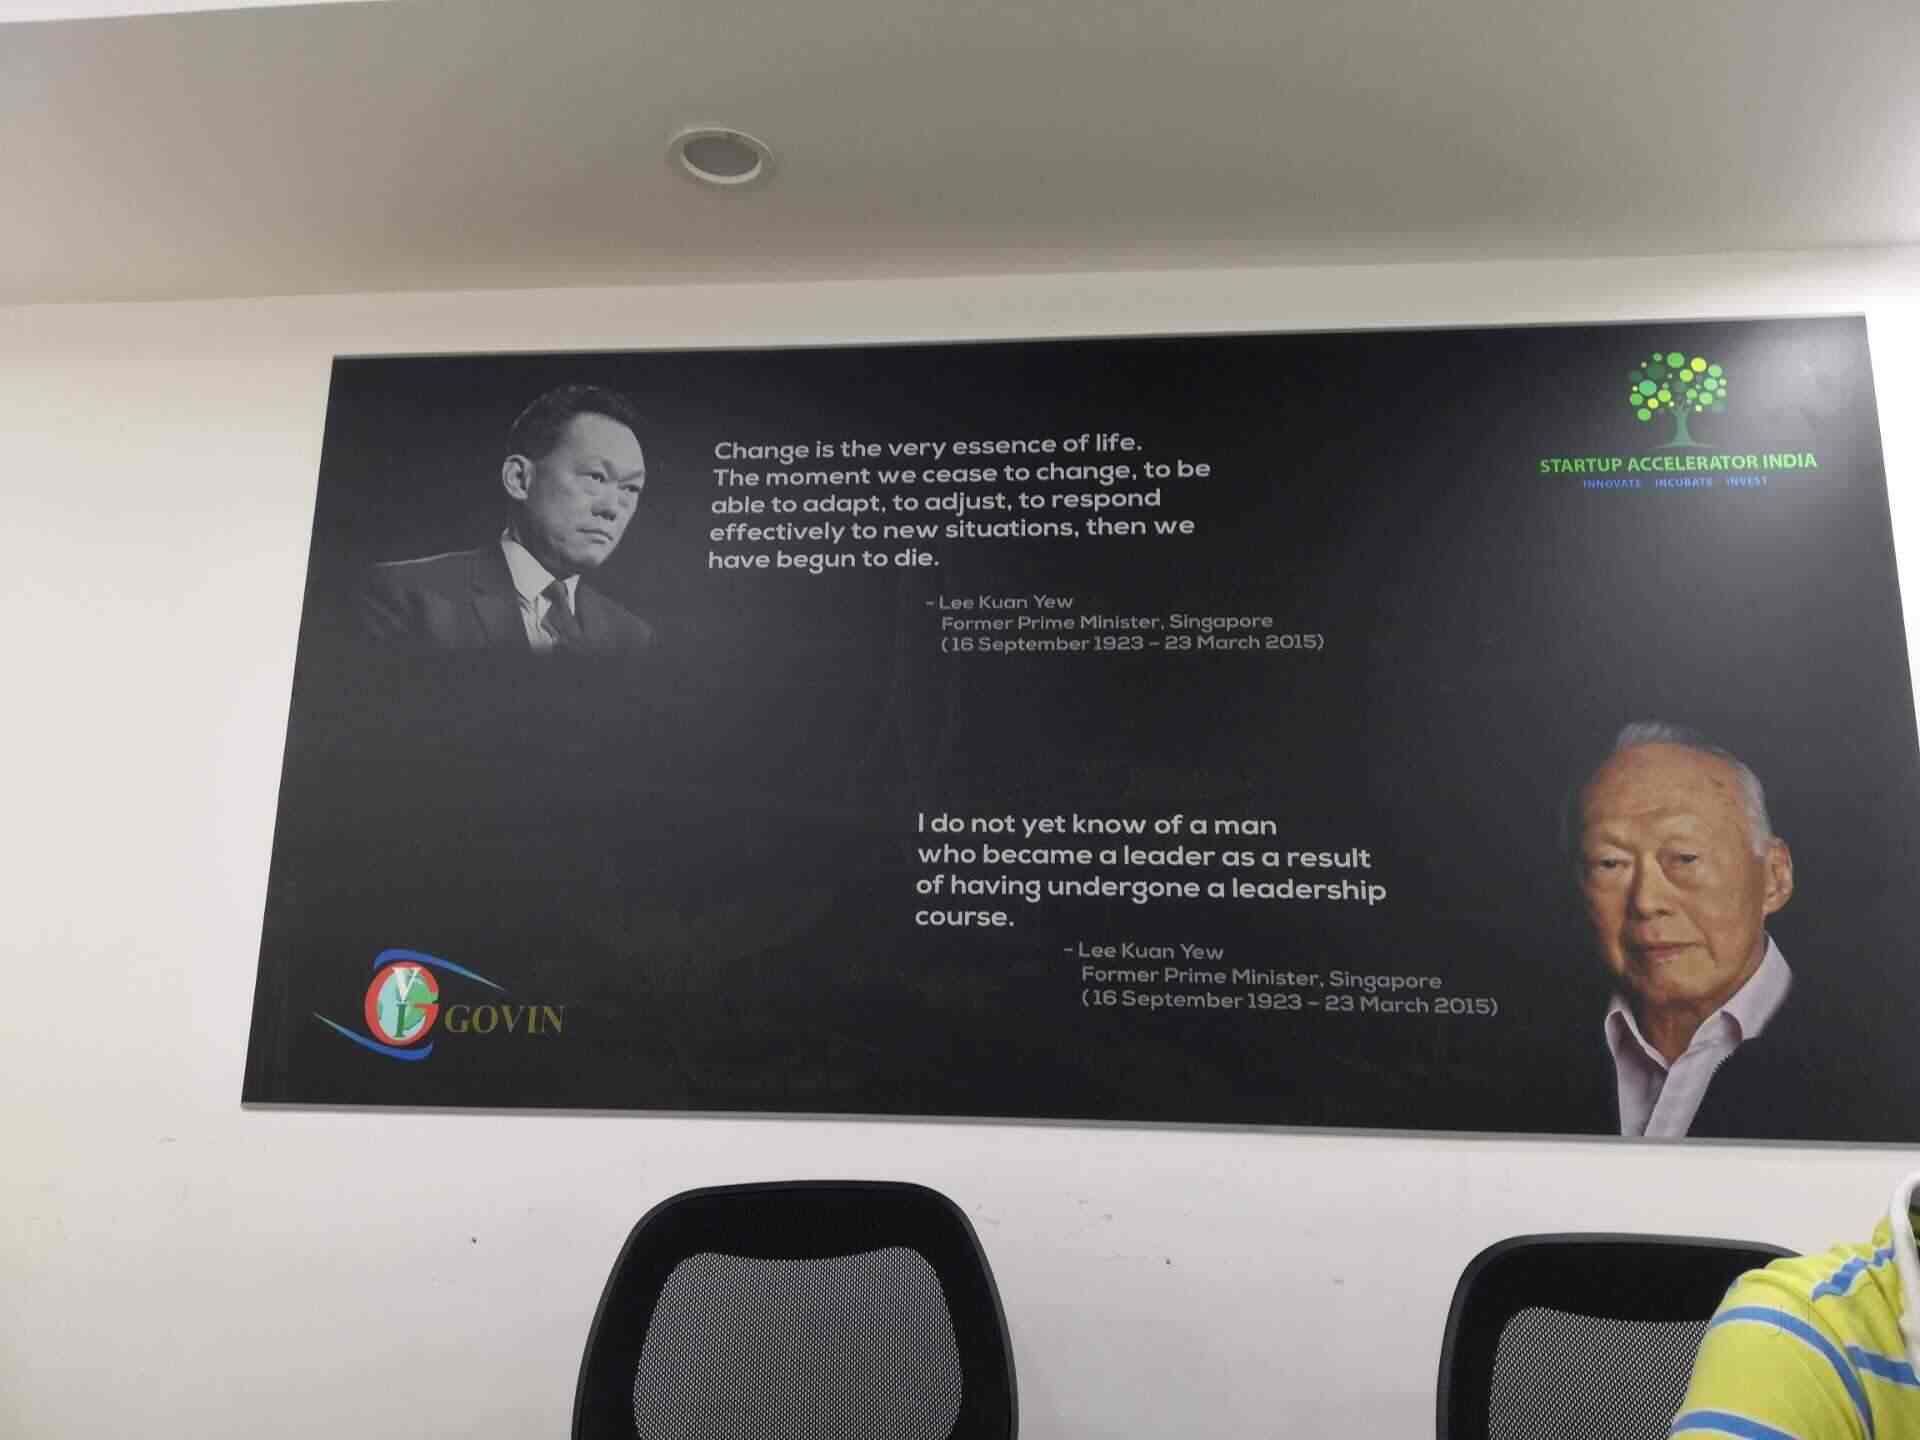 Change is the very essence of life.
The moment we cease to change, to be
able to adapt, to adjust, to respond
effectively to new situations, then we
have begun to die.
- Lee Kuan Yew
Former Prime Minister, Singapore
(16 September 1923 – 23 March 2015)
STARTUP ACCELERATOR INDIA
INNOVATE INCUBATE INVEST
I do not yet know of a man
who became a leader as a result
of having undergone a leadership
course.
- Lee Kuan Yew
Former Prime Minister, Singapore
(16 September 1923 – 23 March 2015)
GVI GOVIN